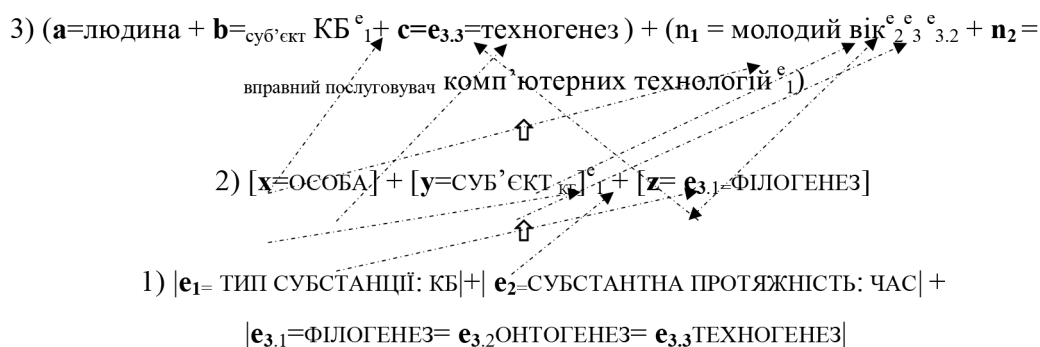 3) (a=людина + b=суб’єкт КБ e1+ c=e3.3=техногенез ) + (n1 = молодий вік e2 e3 e3.2 + n2 =
вправний послуговувач комп’ютерних технологій e1)
⇧
2) [x=ОСОБА] + [y=СУБ’ЄКТ КБ] e1 + [z= e3.1=ФІЛОГЕНЕЗ]
⇧
1) |e1= ТИП СУБСТАНЦІЇ: КБ|+| e2=СУБСТАНТНА ПРОТЯЖНІСТЬ: ЧАС| +
|e3.1=ФІЛОГЕНЕЗ= e3.2ОНТОГЕНЕЗ= e3.3ТЕХНОГЕНЕЗ|